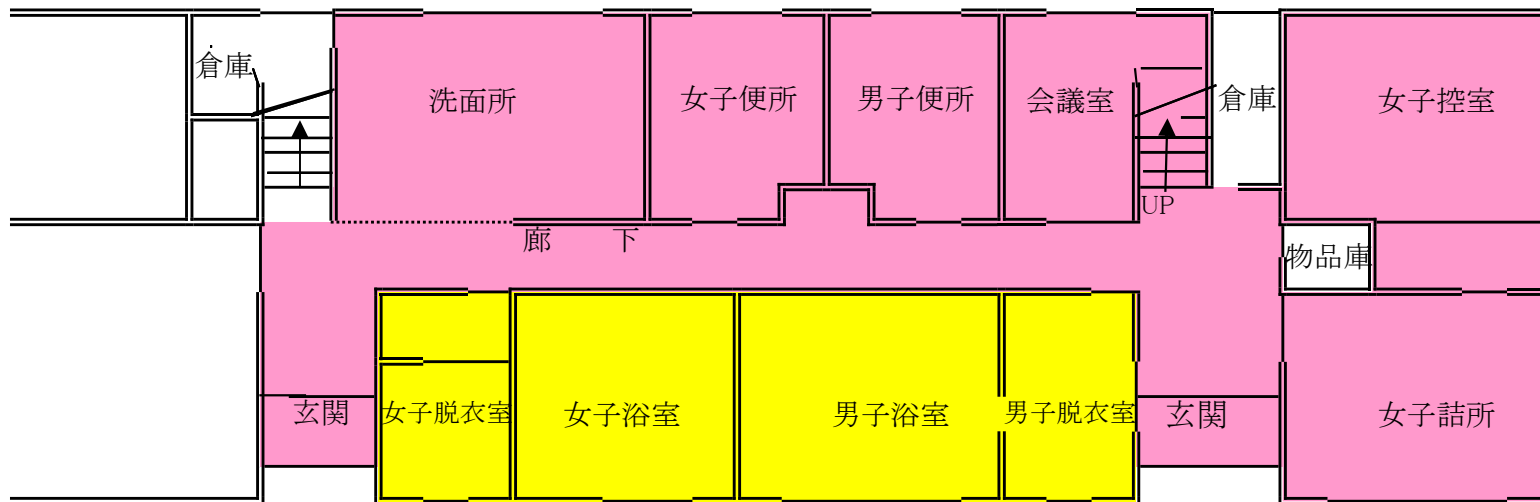 倉庫
洗面所
女子便所
男子便所
会議室
倉庫
女子控室
UP
廊　下
物品庫
玄関
女子脱衣室
女子浴室
男子浴室
男子脱衣室
玄関
女子詰所